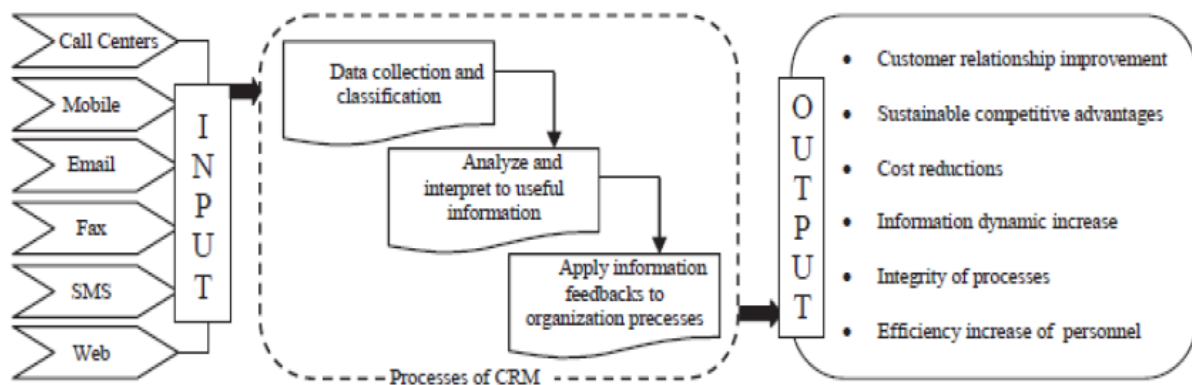 Call Centers
Mobile
Email
Fax
SMS
Web
INPUT
Data collection and
classification
Analyze and
interpret to useful
information
Apply information
feedbacks to
organization precesses
Processes of CRM
OUTPUT
• Customer relationship improvement
• Sustainable competitive advantages
• Cost reductions
• Information dynamic increase
• Integrity of processes
• Efficiency increase of personnel